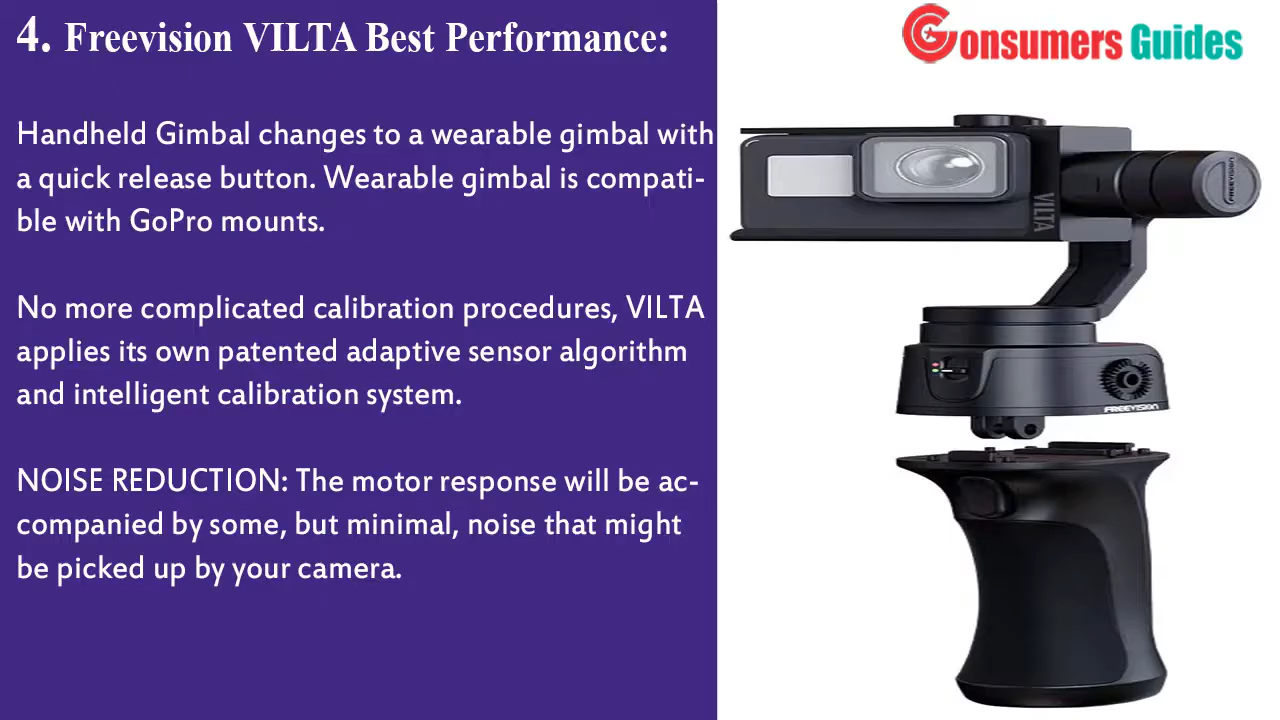 4. Freevision VILTA Best Performance:
Consumers Guides
Handheld Gimbal changes to a wearable gimbal with
a quick release button. Wearable gimbal is compati-
ble with GoPro mounts.
No more complicated calibration procedures, VILTA
applies its own patented adaptive sensor algorithm
and intelligent calibration system.
NOISE REDUCTION: The motor response will be ac-
companied by some, but minimal, noise that might
be picked up by your camera.
VILTA
FREEVISION
FREEVISION